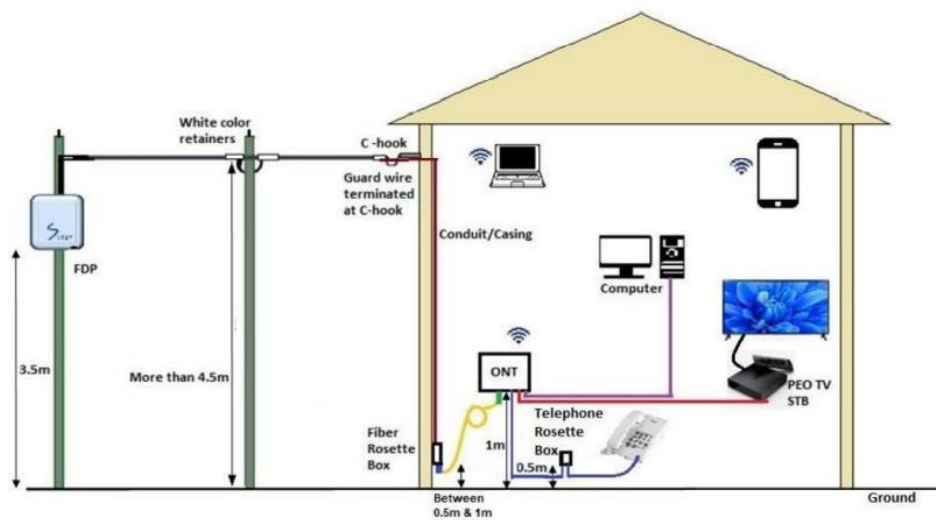 White color
retainers
C -hook
Guard wire
terminated
at C-hook
Conduit/Casing
FDP
Computer
3.5m
More than 4.5m
ONT
PEO TV
STB
Telephone
Rosette
Box
Fiber
Rosette
Box
1m
0.5m
Between
0.5m & 1m
Ground